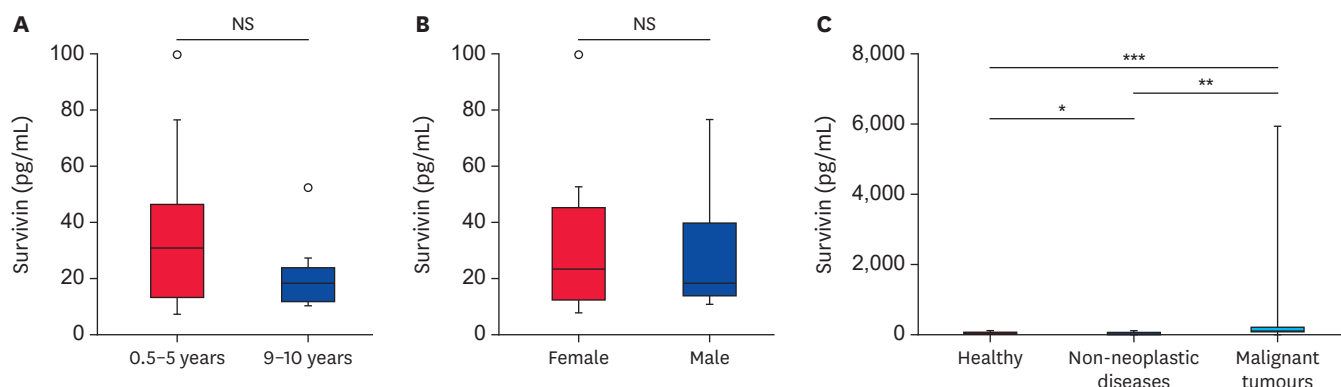 A
NS
Survivin (pg/mL)
100
80
60
40
20
0
0.5–5 years
9–10 years
B
NS
Survivin (pg/mL)
100
80
60
40
20
0
Female
Male
C
***
**
*
Survivin (pg/mL)
8,000
6,000
4,000
2,000
0
Healthy
Non-neoplastic
diseases
Malignant
tumours